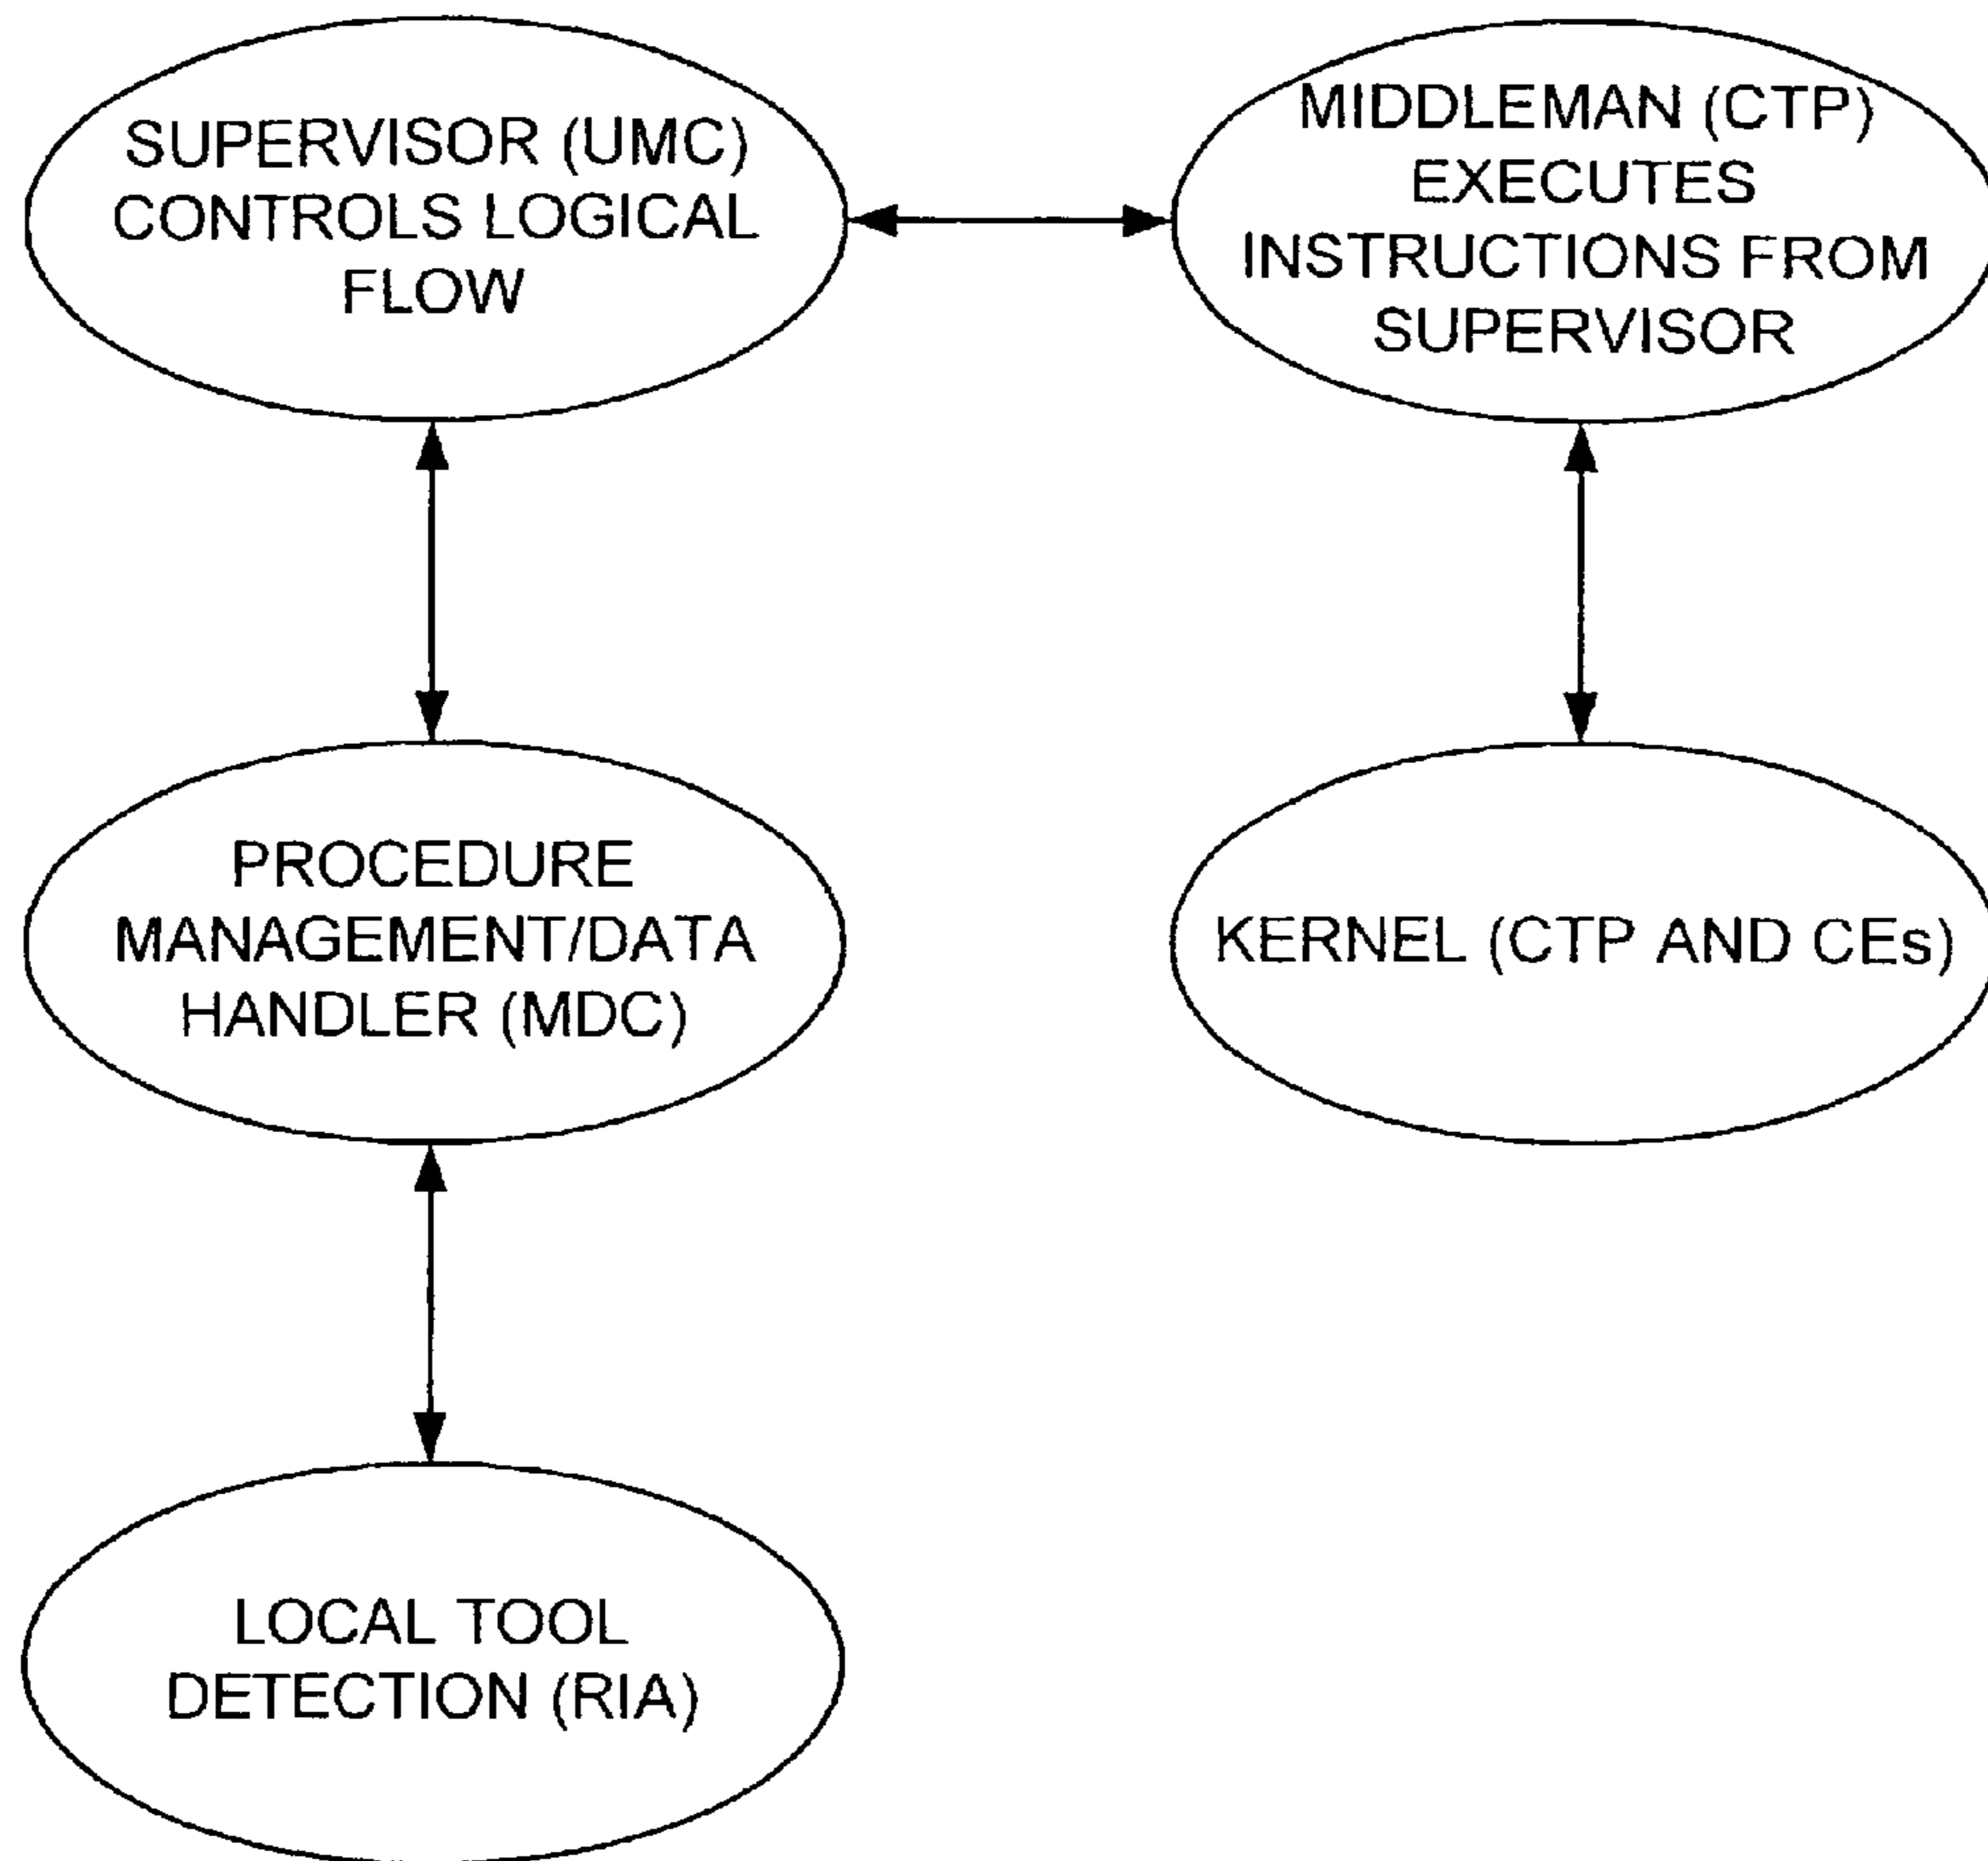 SUPERVISOR (UMC)
CONTROLS LOGICAL
FLOW
MIDDLEMAN (CTP)
EXECUTES
INSTRUCTIONS FROM
SUPERVISOR
PROCEDURE
MANAGEMENT/DATA
HANDLER (MDC)
KERNEL (CTP AND CEs)
LOCAL TOOL
DETECTION (RIA)